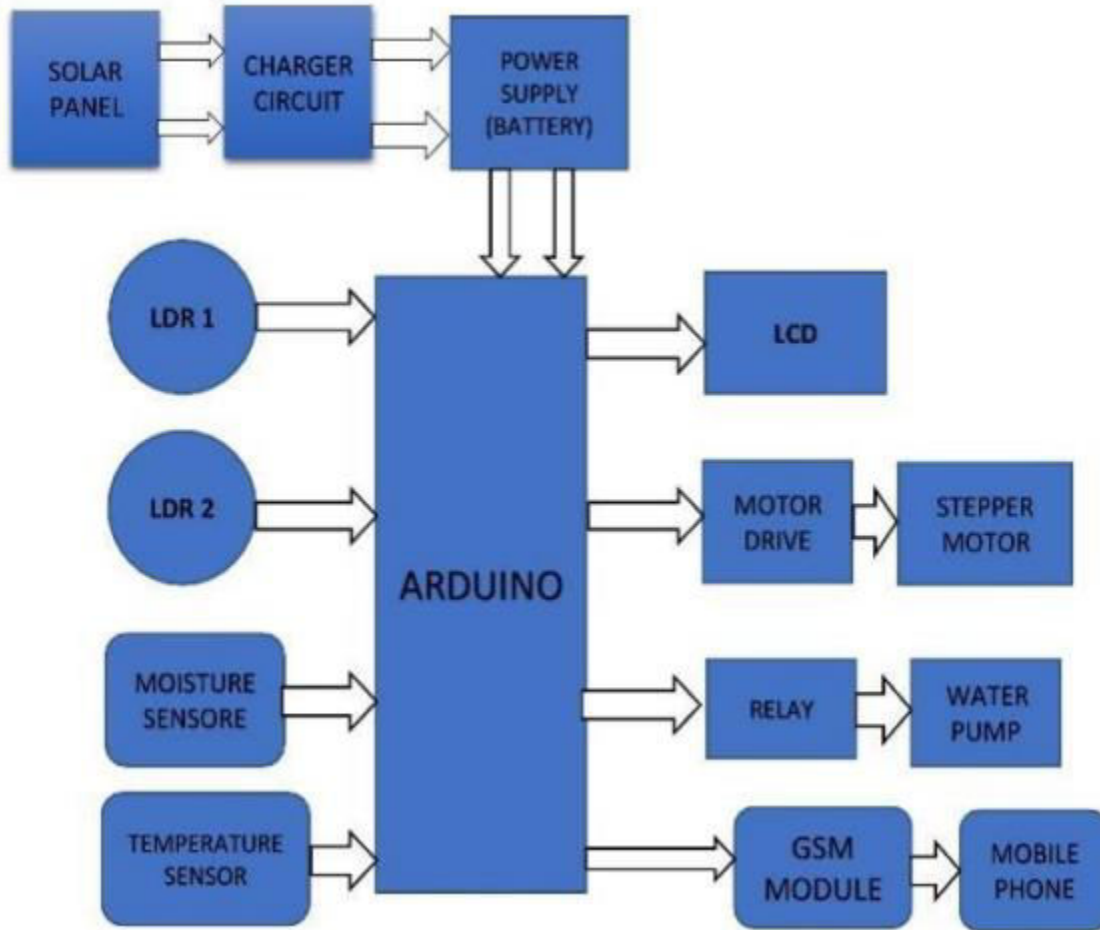 SOLAR
PANEL
CHARGER
CIRCUIT
POWER
SUPPLY
(BATTERY)
LDR 1
LCD
LDR 2
MOTOR
DRIVE
STEPPER
MOTOR
ARDUINO
MOISTURE
SENSORE
RELAY
WATER
PUMP
TEMPERATURE
SENSOR
GSM
MODULE
MOBILE
PHONE